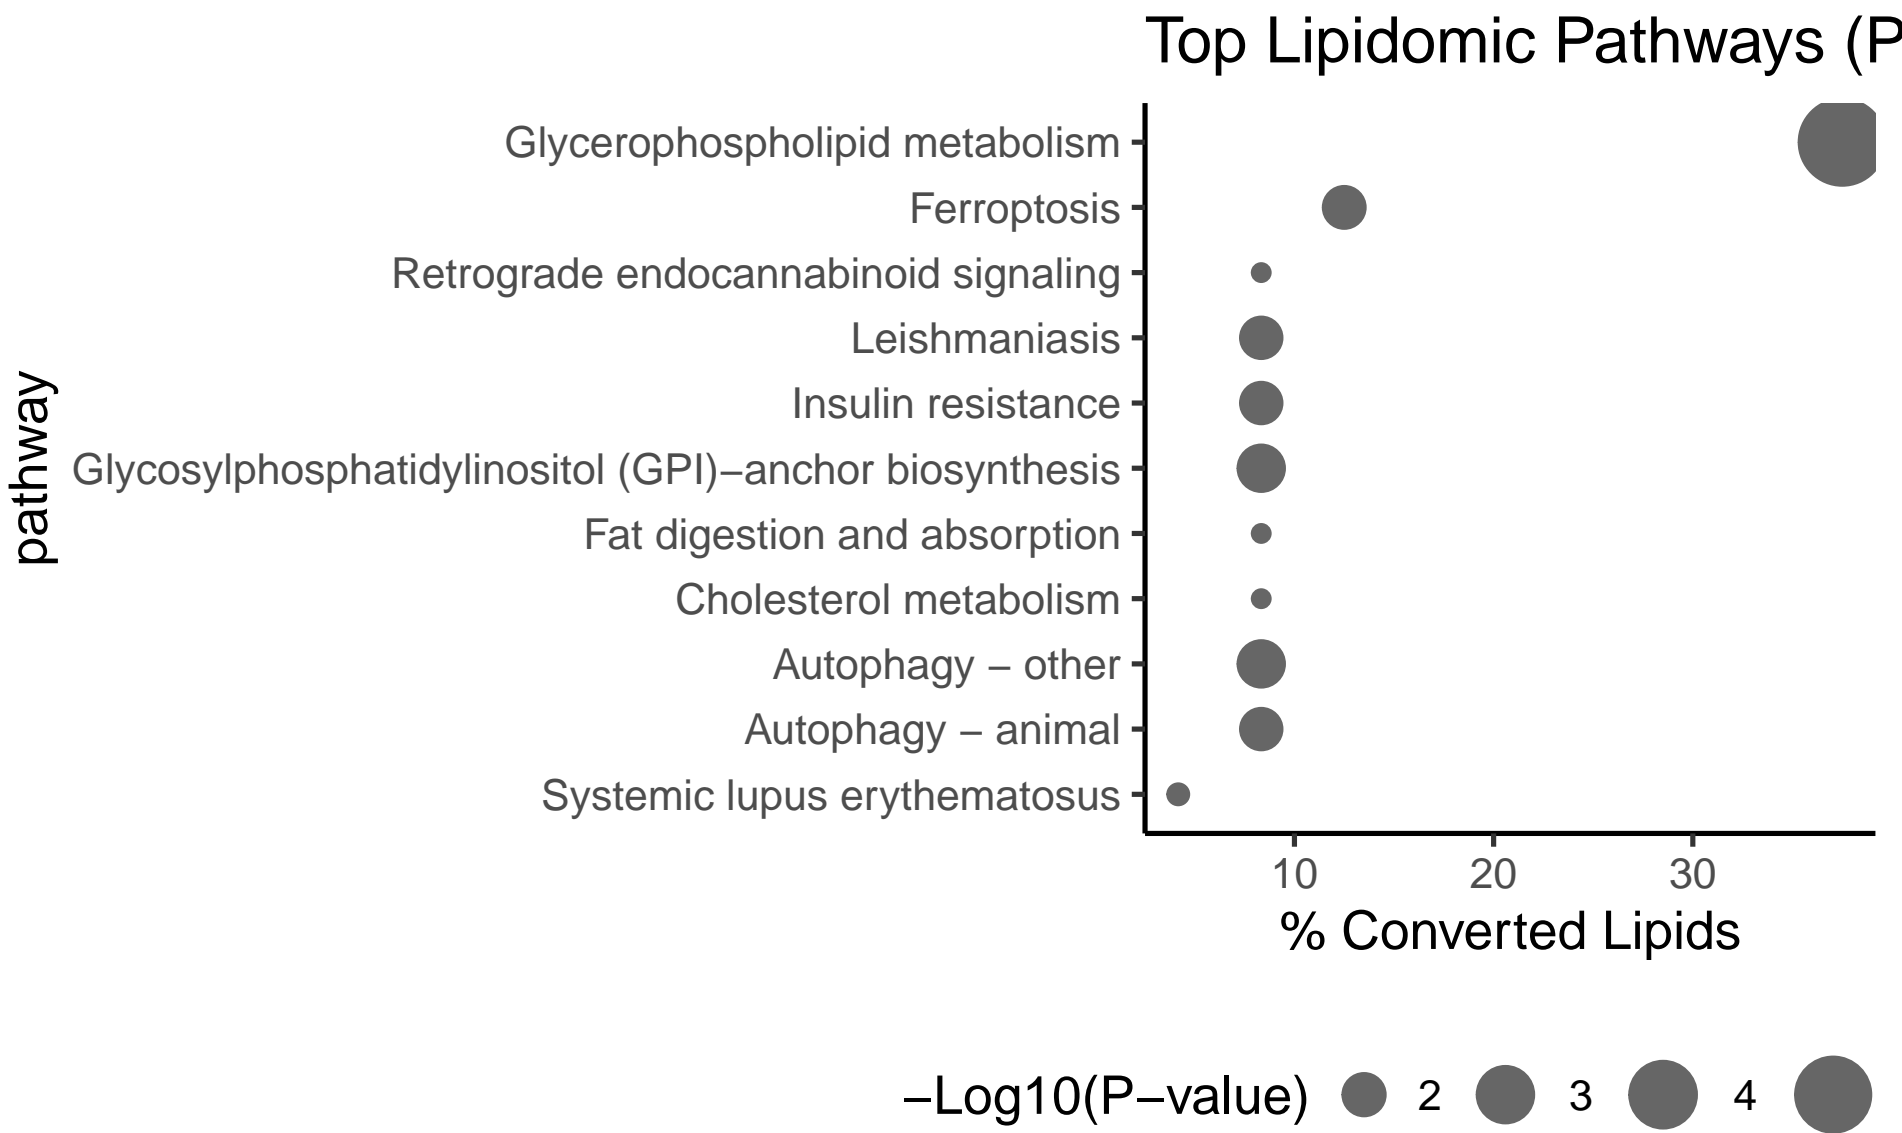 Top Lipidomic Pathways (P
Glycerophospholipid metabolism
Ferroptosis
Retrograde endocannabinoid signaling
Leishmaniasis
Insulin resistance
Glycosylphosphatidylinositol (GPI)−anchor biosynthesis
Fat digestion and absorption
Cholesterol metabolism
Autophagy − other
Autophagy − animal
Systemic lupus erythematosus
pathway
10 20 30
% Converted Lipids
−Log10(P−value) 2 3 4